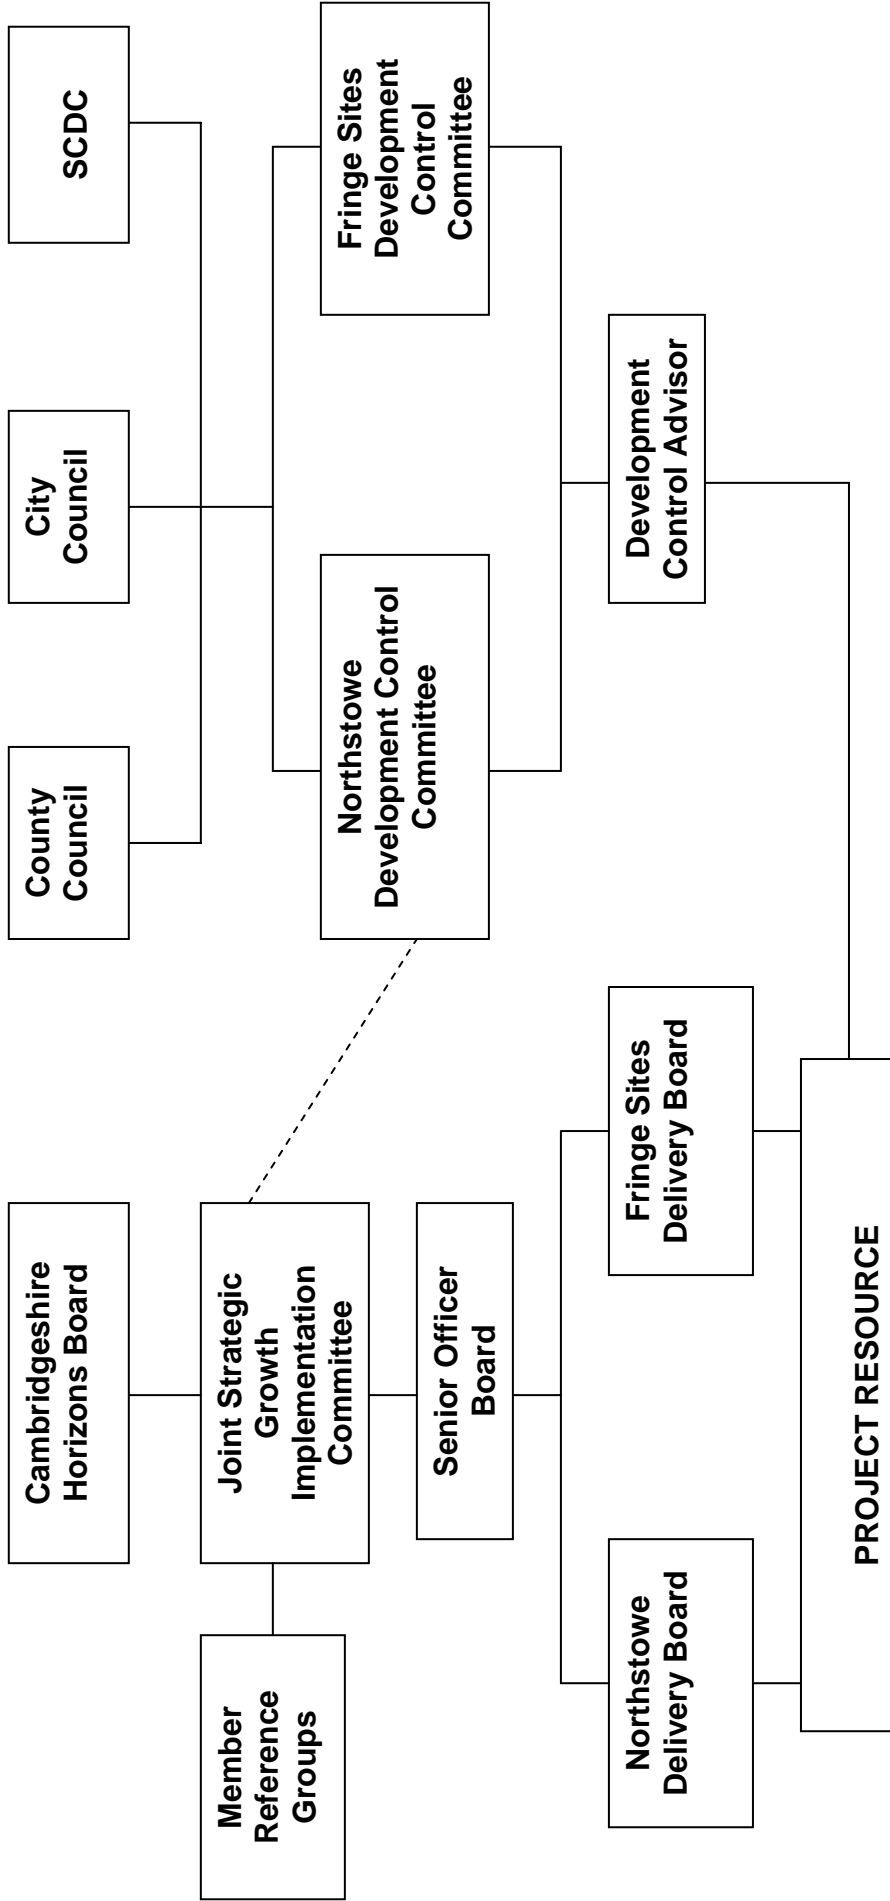 Cambridgeshire
Horizons Board
County
Council
City
Council
SCDC
Member
Reference
Groups
Joint Strategic
Growth
Implementation
Committee
Northstowe
Development Control
Committee
Fringe Sites
Development
Control
Committee
Senior Officer
Board
Northstowe
Delivery Board
Fringe Sites
Delivery Board
Development
Control Advisor
PROJECT RESOURCE